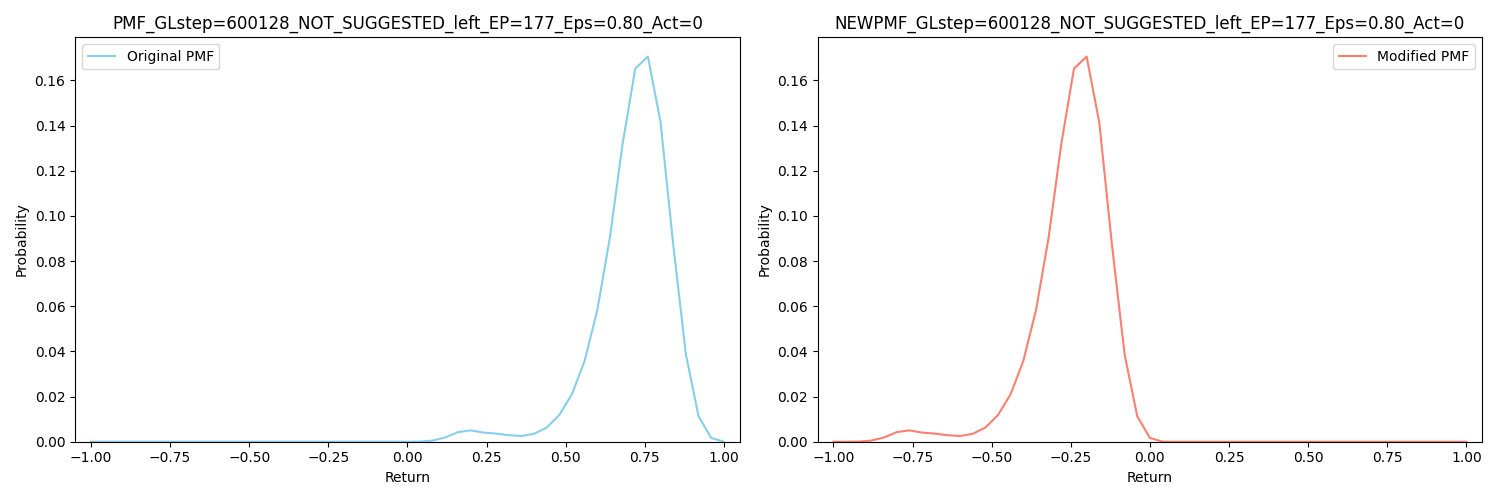 PMF_GLstep=600128_NOT_SUGGESTED_left_EP=177_Eps=0.80_Act=0
Original PMF
Probability
0.16
0.14
0.12
0.10
0.08
0.06
0.04
0.02
0.00
−1.00 −0.75 −0.50 −0.25 0.00 0.25 0.50 0.75 1.00
Return
NEWPMF_GLstep=600128_NOT_SUGGESTED_left_EP=177_Eps=0.80_Act=0
Modified PMF
Probability
0.16
0.14
0.12
0.10
0.08
0.06
0.04
0.02
0.00
−1.00 −0.75 −0.50 −0.25 0.00 0.25 0.50 0.75 1.00
Return